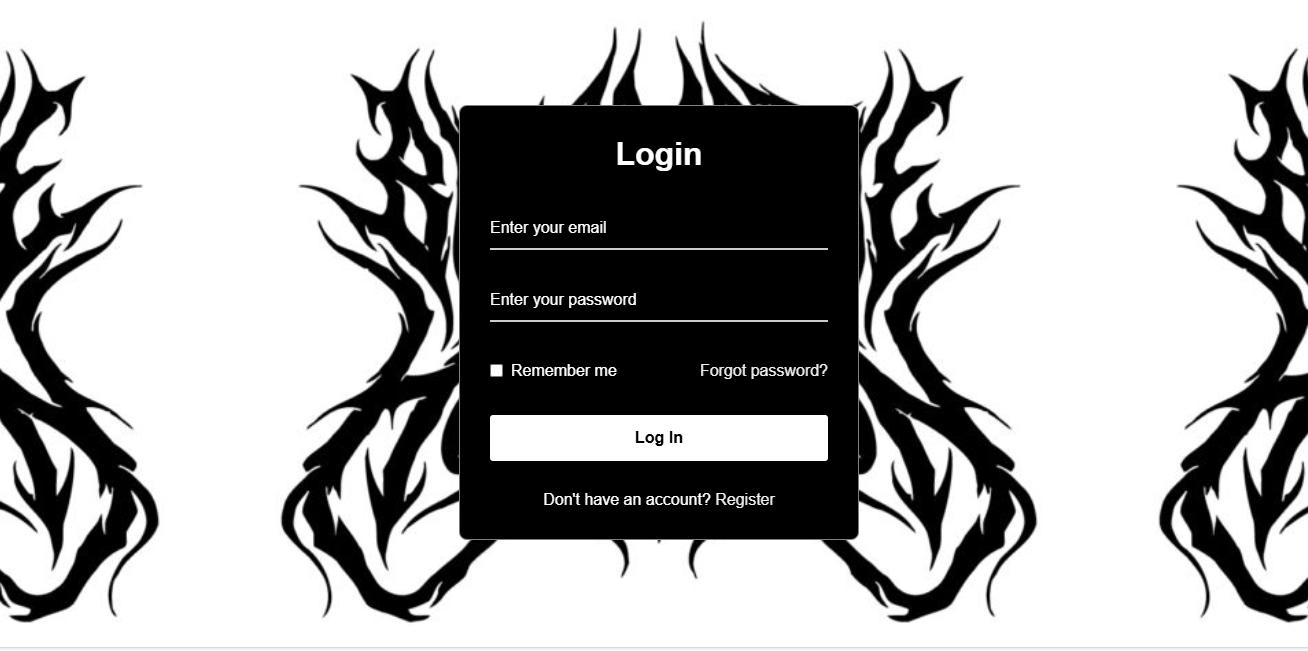 Login
Enter your email
Enter your password
Remember me Forgot password?
Log In
Don't have an account? Register